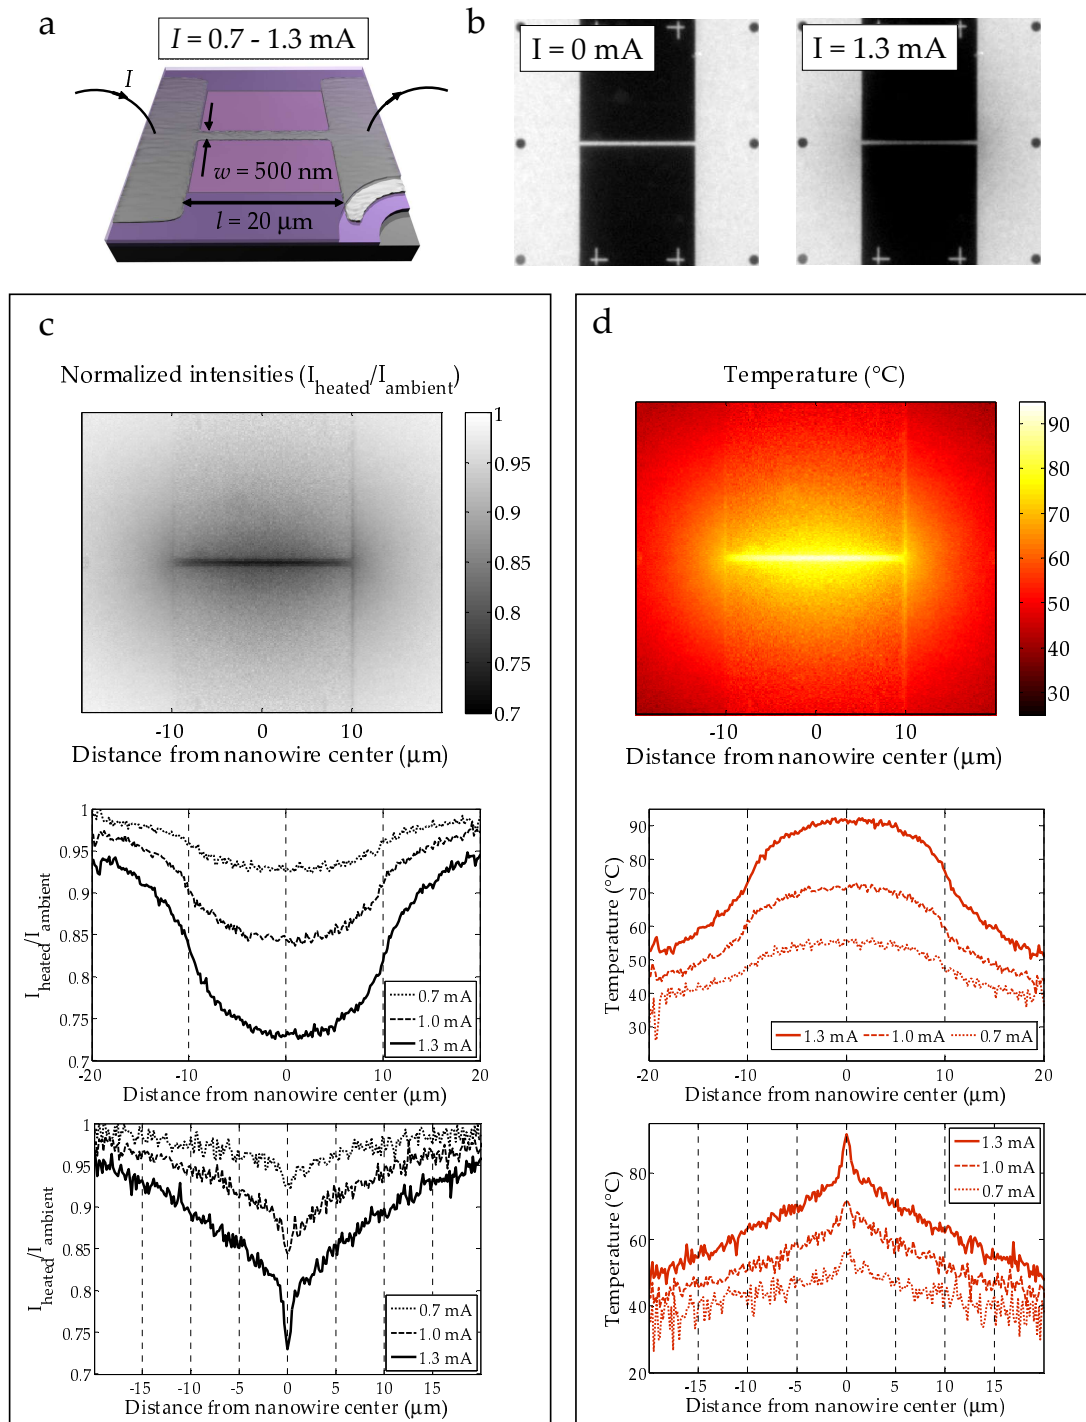 a
I = 0.7 - 1.3 mA
I
w = 500 nm
l = 20 μm
b
I = 0 mA
I = 1.3 mA
c
Normalized intensities (I_heated/I_ambient)
1
0.95
0.9
0.85
0.8
0.75
0.7
-10 0 10
Distance from nanowire center (μm)
I_heated/I_ambient
1
0.95
0.9
0.85
0.8
0.75
0.7
0.7 mA
1.0 mA
1.3 mA
-20 -10 0 10 20
Distance from nanowire center (μm)
I_heated/I_ambient
1
0.95
0.9
0.85
0.8
0.75
0.7
0.7 mA
1.0 mA
1.3 mA
-15 -10 -5 0 5 10 15
Distance from nanowire center (μm)
d
Temperature (°C)
90
80
70
60
50
40
30
-10 0 10
Distance from nanowire center (μm)
Temperature (°C)
90
80
70
60
50
40
30
1.3 mA 1.0 mA 0.7 mA
-20 -10 0 10 20
Distance from nanowire center (μm)
Temperature (°C)
80
60
40
20
1.3 mA
1.0 mA
0.7 mA
-15 -10 -5 0 5 10 15
Distance from nanowire center (μm)